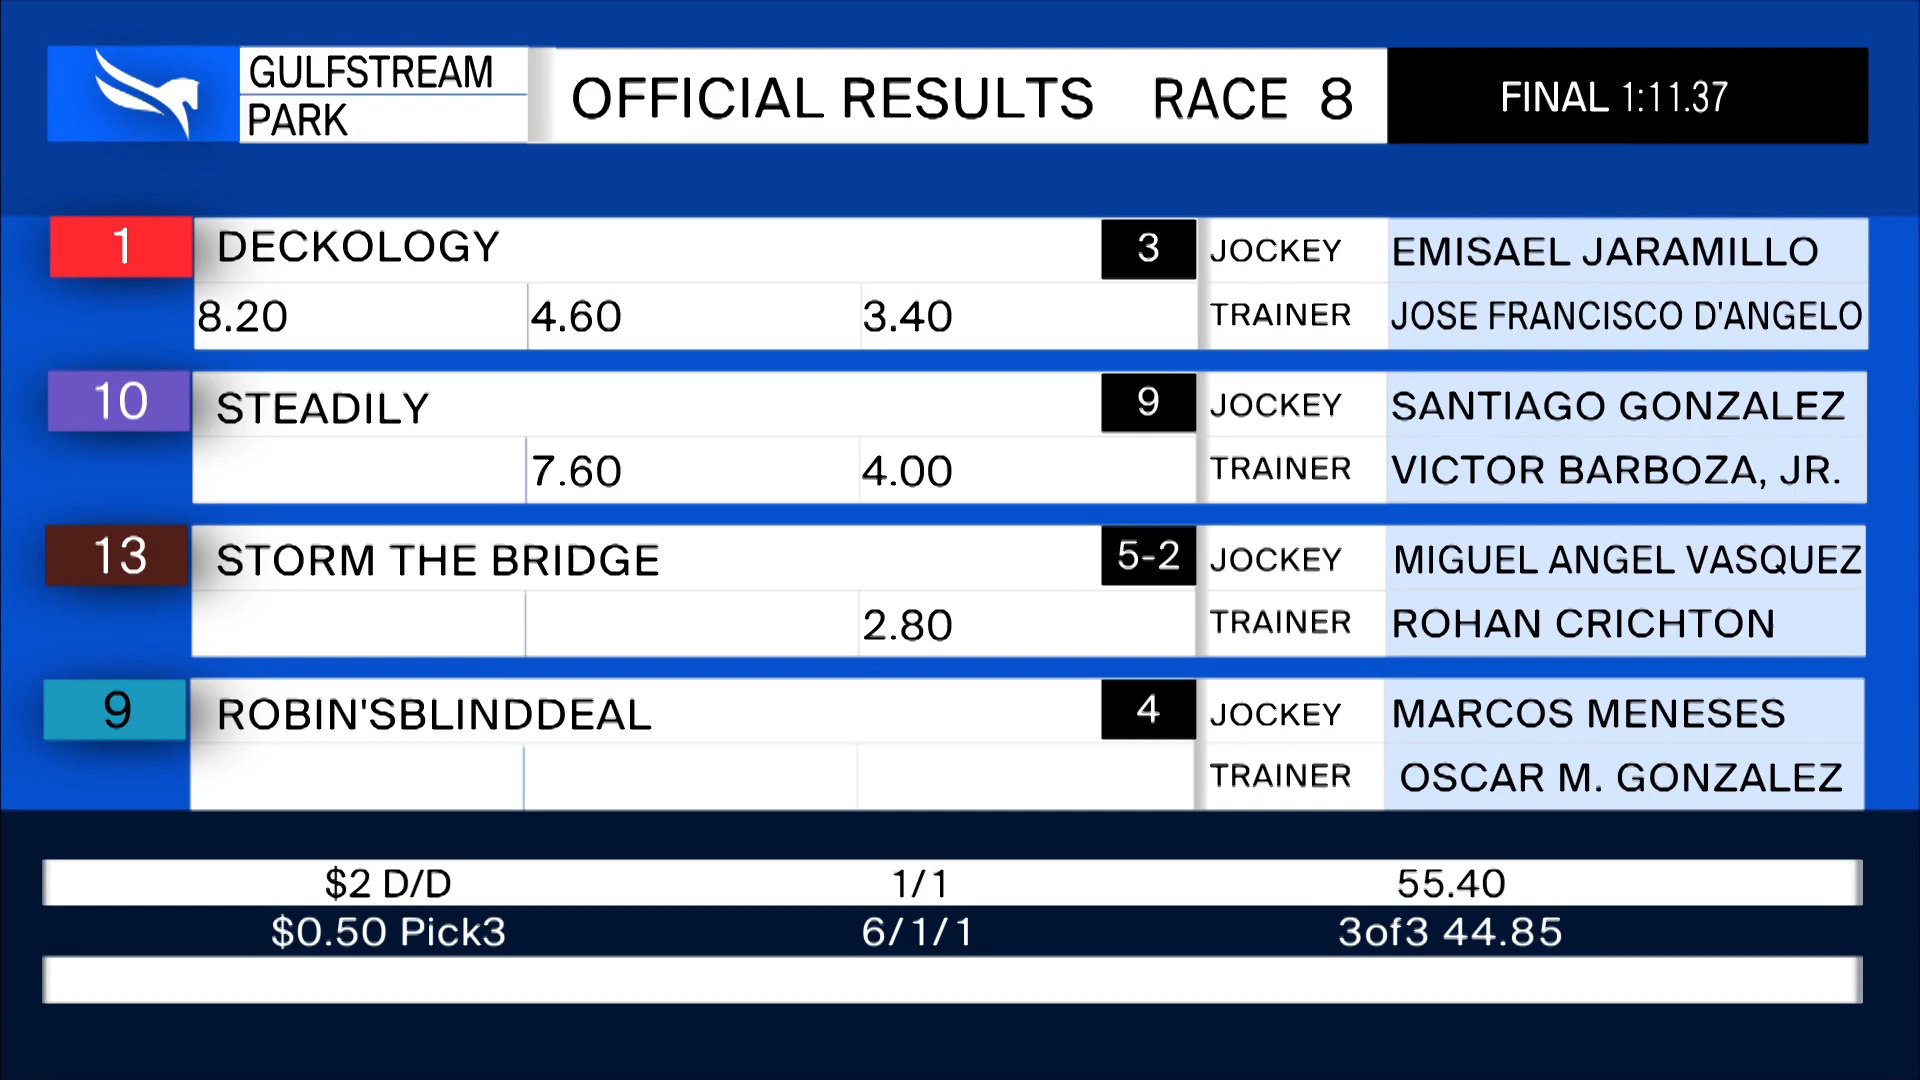 GULFSTREAM
PARK
OFFICIAL RESULTS RACE 8
FINAL 1:11.37
1 DECKOLOGY 3 JOCKEY EMISAEL JARAMILLO
8.20 4.60 3.40 TRAINER JOSE FRANCISCO D'ANGELO
10 STEADILY 9 JOCKEY SANTIAGO GONZALEZ
7.60 4.00 TRAINER VICTOR BARBOZA, JR.
13 STORM THE BRIDGE 5-2 JOCKEY MIGUEL ANGEL VASQUEZ
2.80 TRAINER ROHAN CRICHTON
9 ROBIN'SBLINDDEAL 4 JOCKEY MARCOS MENESES
TRAINER OSCAR M. GONZALEZ
$2 D/D 1/1 55.40
$0.50 Pick3 6/1/1 3of3 44.85